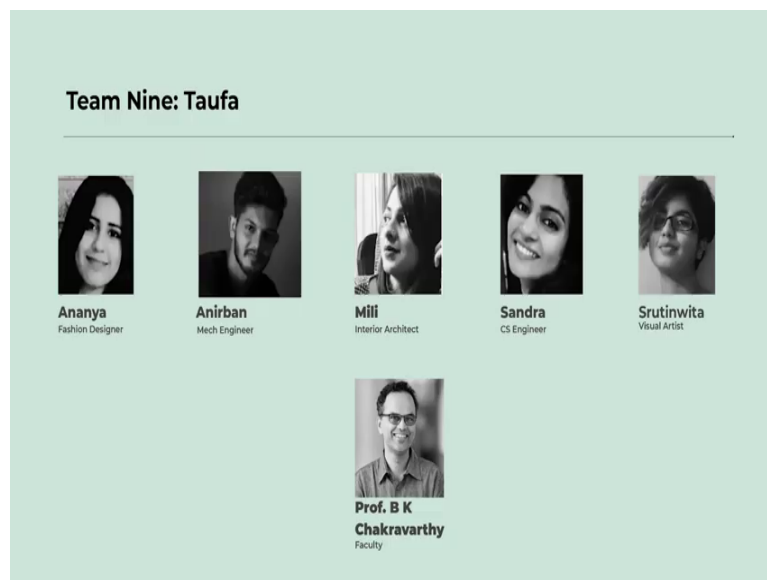 Team Nine: Taufa
Ananya
Fashion Designer
Anirban
Mech Engineer
Mili
Interior Architect
Sandra
CS Engineer
Srutinwita
Visual Artist
Prof. B K
Chakravarthy
Faculty